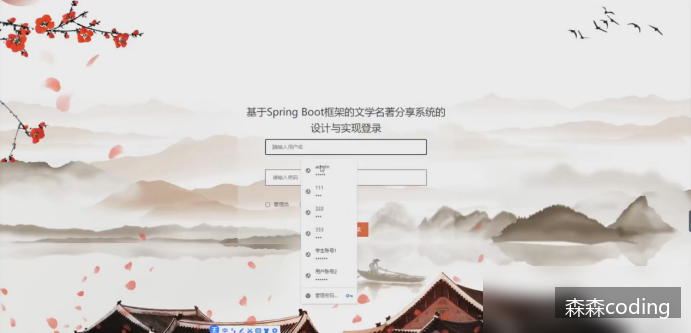 基于Spring Boot框架的文学名著分享系统的
设计与实现登录
请输入用户名
请输入密码
admin
•••••
111
•••
222
•••
333
•••
学生账号1
••••••
用户账号2
••••••
管理员
管理密码...
森森coding